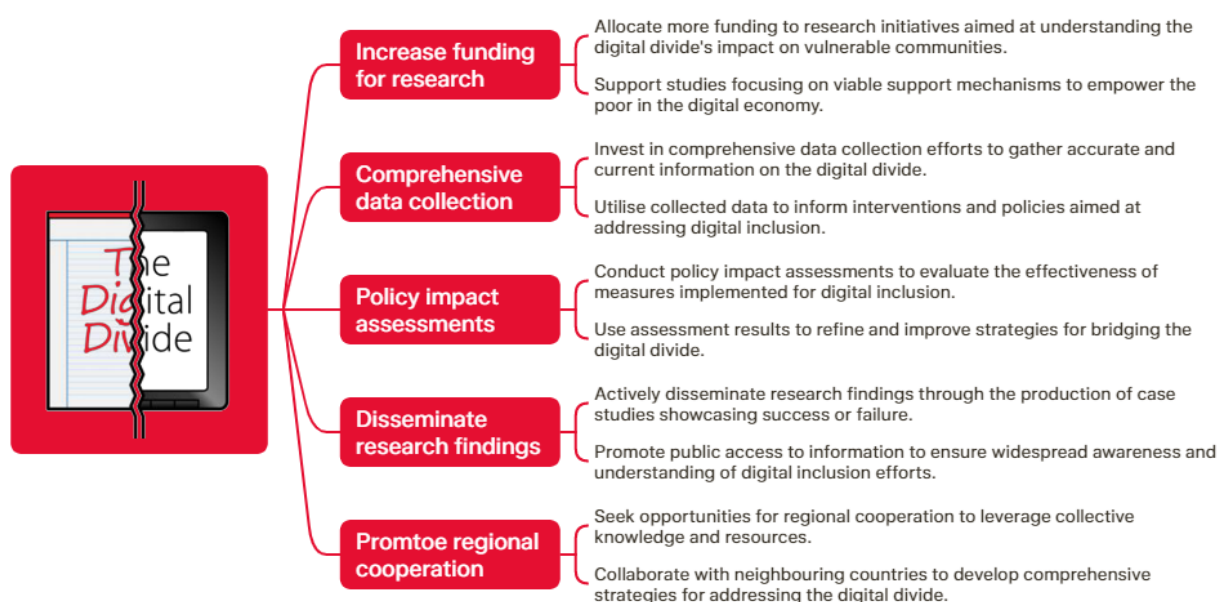 The
Digital
Divide
Increase funding
for research
Allocate more funding to research initiatives aimed at understanding the
digital divide's impact on vulnerable communities.
Support studies focusing on viable support mechanisms to empower the
poor in the digital economy.
Comprehensive
data collection
Invest in comprehensive data collection efforts to gather accurate and
current information on the digital divide.
Utilise collected data to inform interventions and policies aimed at
addressing digital inclusion.
Policy impact
assessments
Conduct policy impact assessments to evaluate the effectiveness of
measures implemented for digital inclusion.
Use assessment results to refine and improve strategies for bridging the
digital divide.
Disseminate
research findings
Actively disseminate research findings through the production of case
studies showcasing success or failure.
Promote public access to information to ensure widespread awareness and
understanding of digital inclusion efforts.
Promtoe regional
cooperation
Seek opportunities for regional cooperation to leverage collective
knowledge and resources.
Collaborate with neighbouring countries to develop comprehensive
strategies for addressing the digital divide.